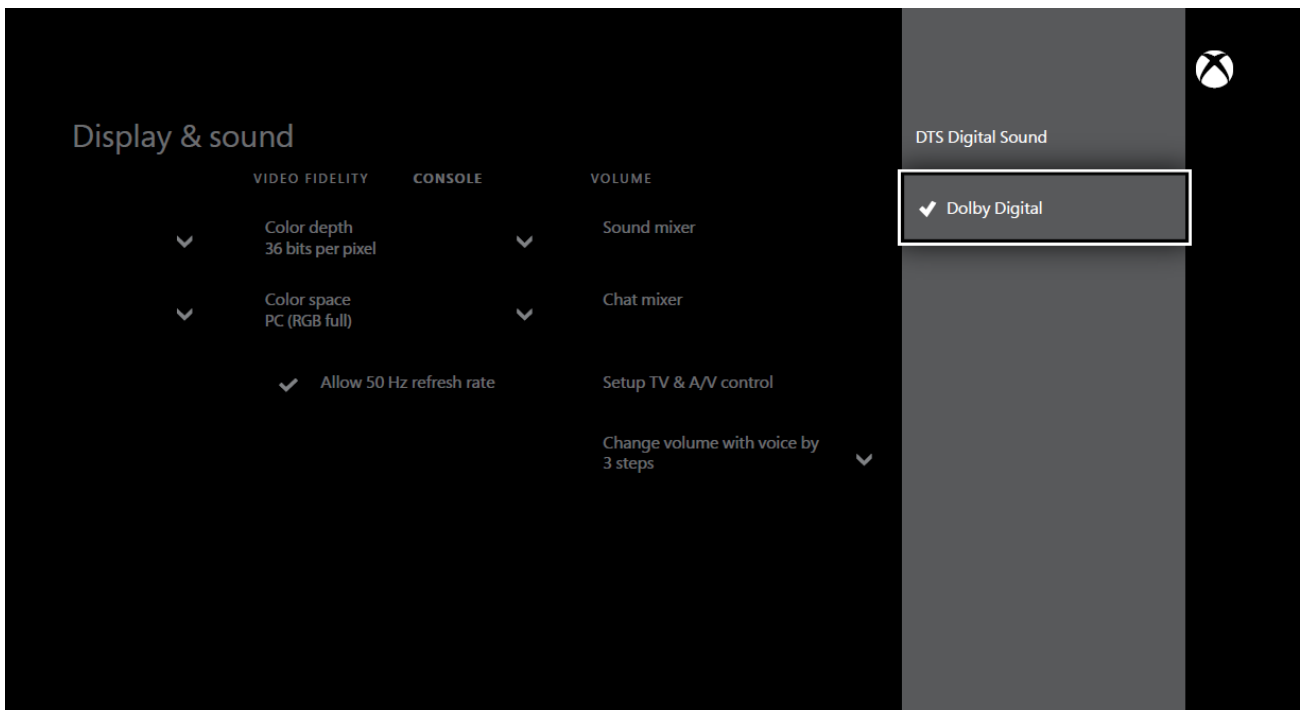 Display & sound
VIDEO FIDELITY
CONSOLE
VOLUME
Color depth
36 bits per pixel
Color space
PC (RGB full)
Allow 50 Hz refresh rate
Sound mixer
Chat mixer
Setup TV & A/V control
Change volume with voice by
3 steps
DTS Digital Sound
Dolby Digital